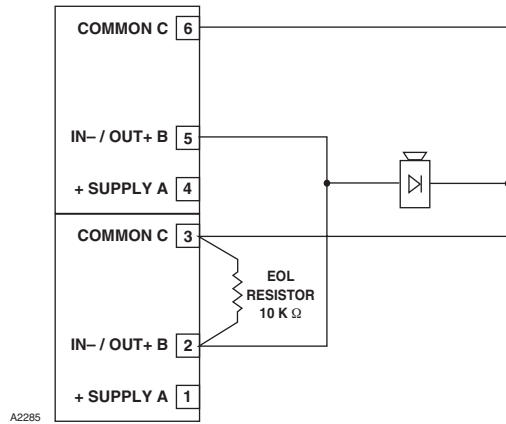 COMMON C 6
IN– / OUT+ B 5
+ SUPPLY A 4
COMMON C 3
EOL
RESISTOR
10 K Ω
IN– / OUT+ B 2
+ SUPPLY A 1
A2285